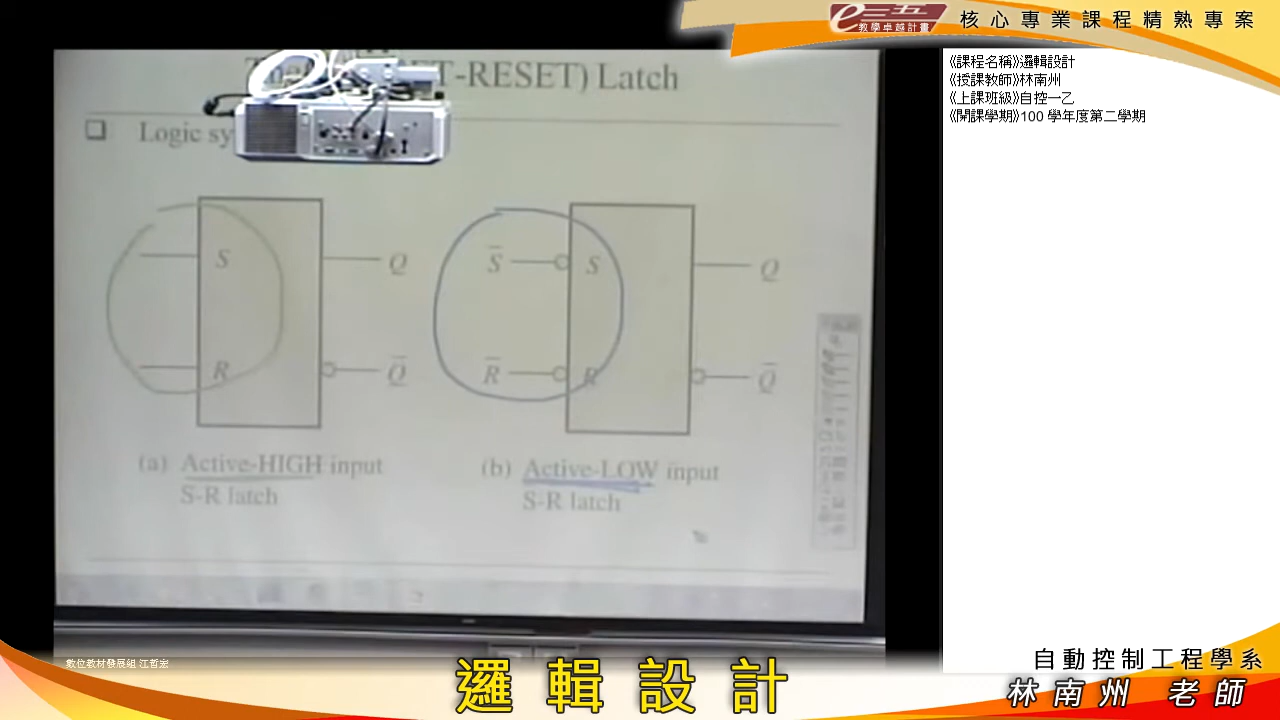 e三五
教學卓越計畫
核心專業課程精熟專案
《課程名稱》邏輯設計
《授課教師》林南州
《上課班級》自控一乙
《開課學期》100 學年度第二學期
T-RESET) Latch
Logic sy
S
Q
R
Q̅
S̅
S
Q
R̅
R
Q̅
(a) Active-HIGH input
S-R latch
(b) Active-LOW input
S-R latch
數位教材發展組 江哲宏
邏輯設計
自動控制工程學系
林南州 老師